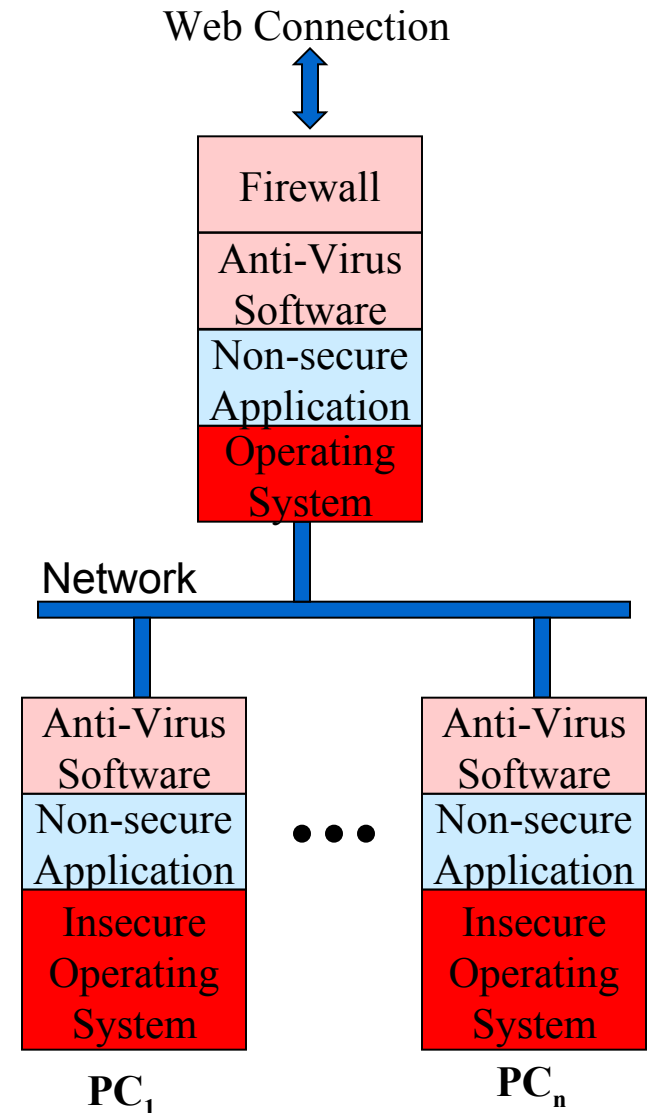 Web Connection
Firewall
Anti-Virus
Software
Non-secure
Application
Operating
System
Network
Anti-Virus
Software
Non-secure
Application
Insecure
Operating
System
PC₁
Anti-Virus
Software
Non-secure
Application
Insecure
Operating
System
PCₙ